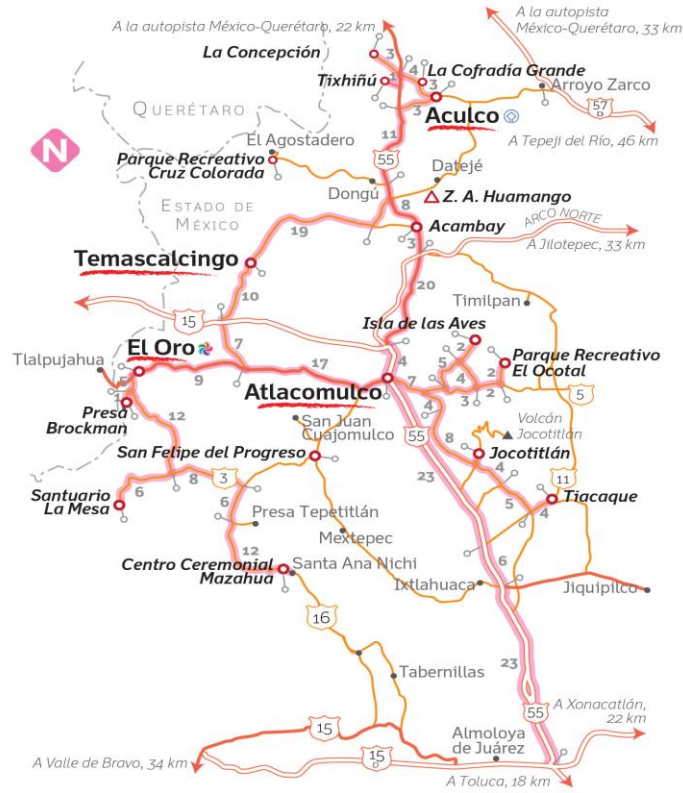 A la autopista México-Querétaro, 22 km
A la autopista
México-Querétaro, 33 km
La Concepción
3
4
La Cofradía Grande
Tixhiñú
1
3
Arroyo Zarco
QUERÉTARO
Aculco
3
57
D
11
A Tepeji del Río, 46 km
N
El Agostadero
55
Parque Recreativo
Cruz Colorada
Datejé
Dongú
Z. A. Huamango
ESTADO DE
MÉXICO
8
19
Acambay
ARCO NORTE
3
A Jilotepec, 33 km
Temascalcingo
20
10
Timilpan
15
Isla de las Aves
El Oro
7
4
2
Parque Recreativo
El Ocotal
Tlalpujahua
5
9
17
7
5
4
2
3
2
5
1
Atlacomulco
4
Presa
Brockman
12
San Juan
Cuajomulco
55
Volcán
Jocotitlán
8
San Felipe del Progreso
Jocotitlán
4
11
Santuario
La Mesa
6
8
3
23
5
Tiacaque
4
6
Presa Tepetitlán
Mextepec
12
6
Centro Ceremonial
Mazahua
Santa Ana Nichi
Ixtlahuaca
Jiquipilco
16
23
Tabernillas
55
A Xonacatlán,
22 km
15
Almoloya
de Juárez
15
D
A Valle de Bravo, 34 km
A Toluca, 18 km